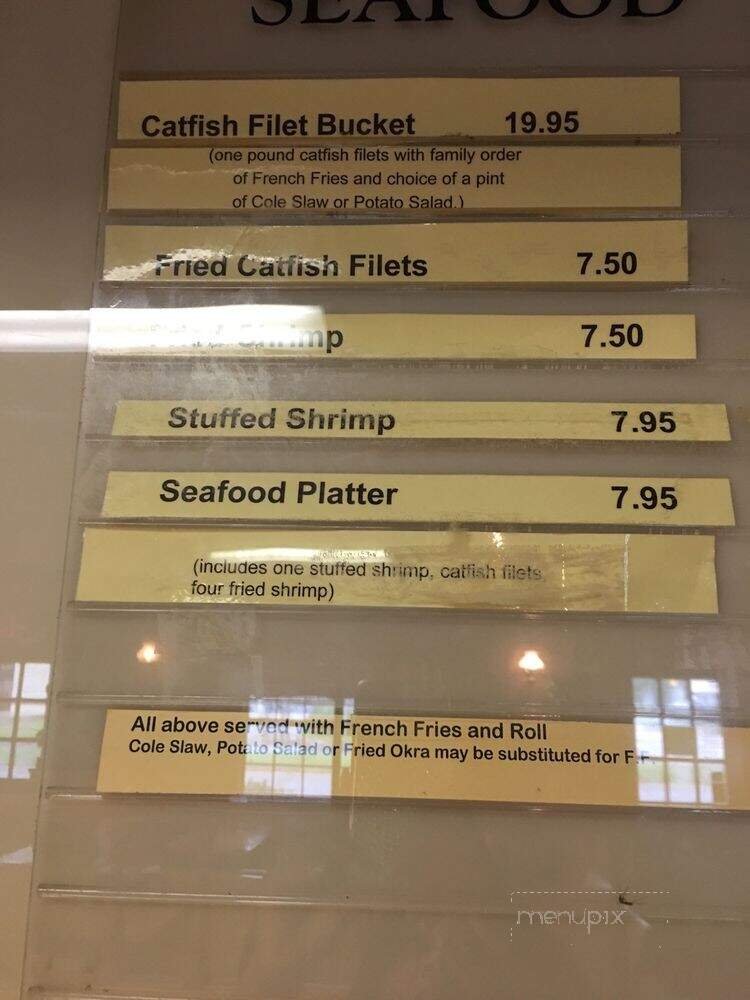 SEAFOOD
Catfish Filet Bucket 19.95
(one pound catfish filets with family order
of French Fries and choice of a pint
of Cole Slaw or Potato Salad.)
Fried Catfish Filets 7.50
Shrimp 7.50
Stuffed Shrimp 7.95
Seafood Platter 7.95
(includes one stuffed shrimp, catfish filets
four fried shrimp)
All above served with French Fries and Roll
Cole Slaw, Potato Salad or Fried Okra may be substituted for F.F.
menupix